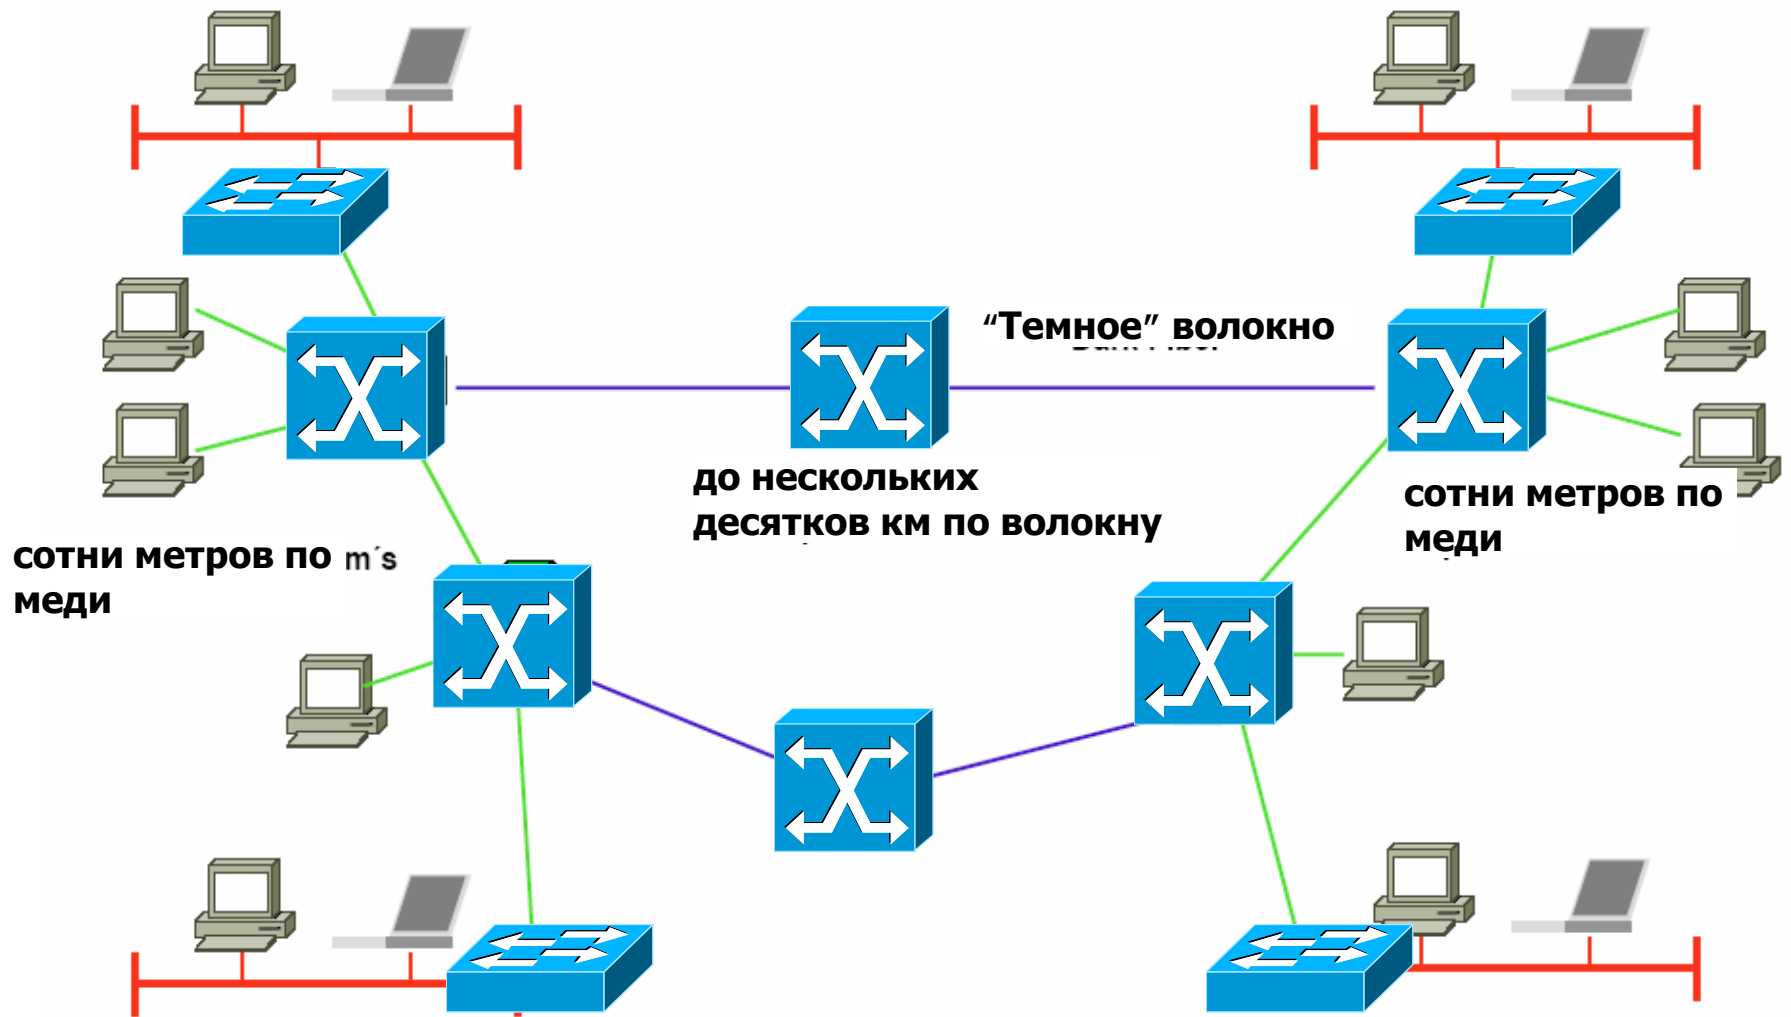 “Темное” волокно
до нескольких
десятков км по волокну
сотни метров по
меди
сотни метров по m´s
меди